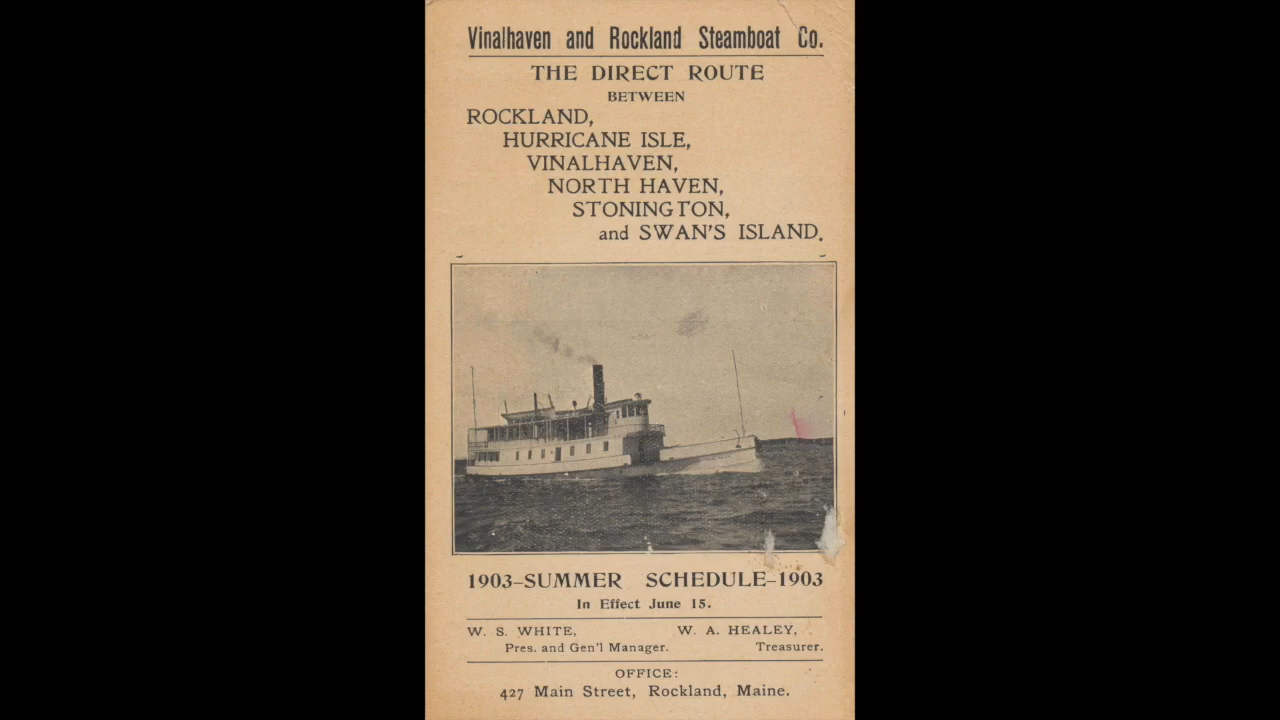 Vinalhaven and Rockland Steamboat Co.
THE DIRECT ROUTE
BETWEEN
ROCKLAND,
HURRICANE ISLE,
VINALHAVEN,
NORTH HAVEN,
STONINGTON,
and SWAN'S ISLAND.
1903-SUMMER SCHEDULE-1903
In Effect June 15.
W. S. WHITE, W. A. HEALEY,
Pres. and Gen'l Manager. Treasurer.
OFFICE:
427 Main Street, Rockland, Maine.